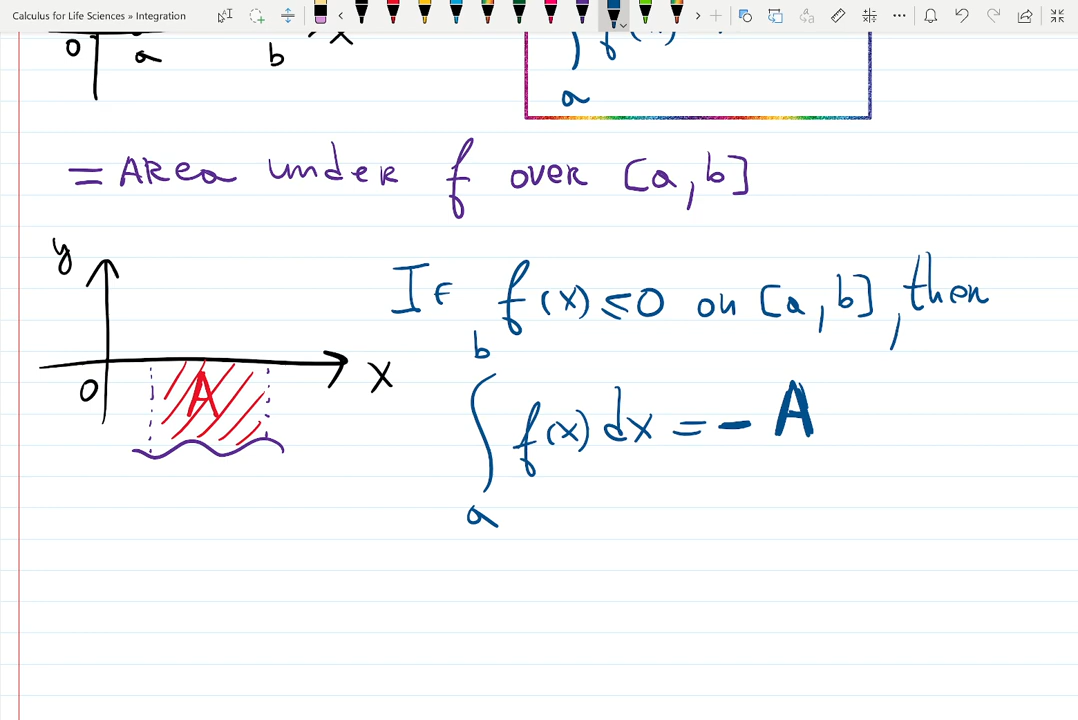 Calculus for Life Sciences » Integration
0 a b x
∫ f(x)
a
= Area under f over [a,b]
y
If f(x) ≤ 0 on [a,b], then
0 A x
b
∫ f(x) dx = - A
a